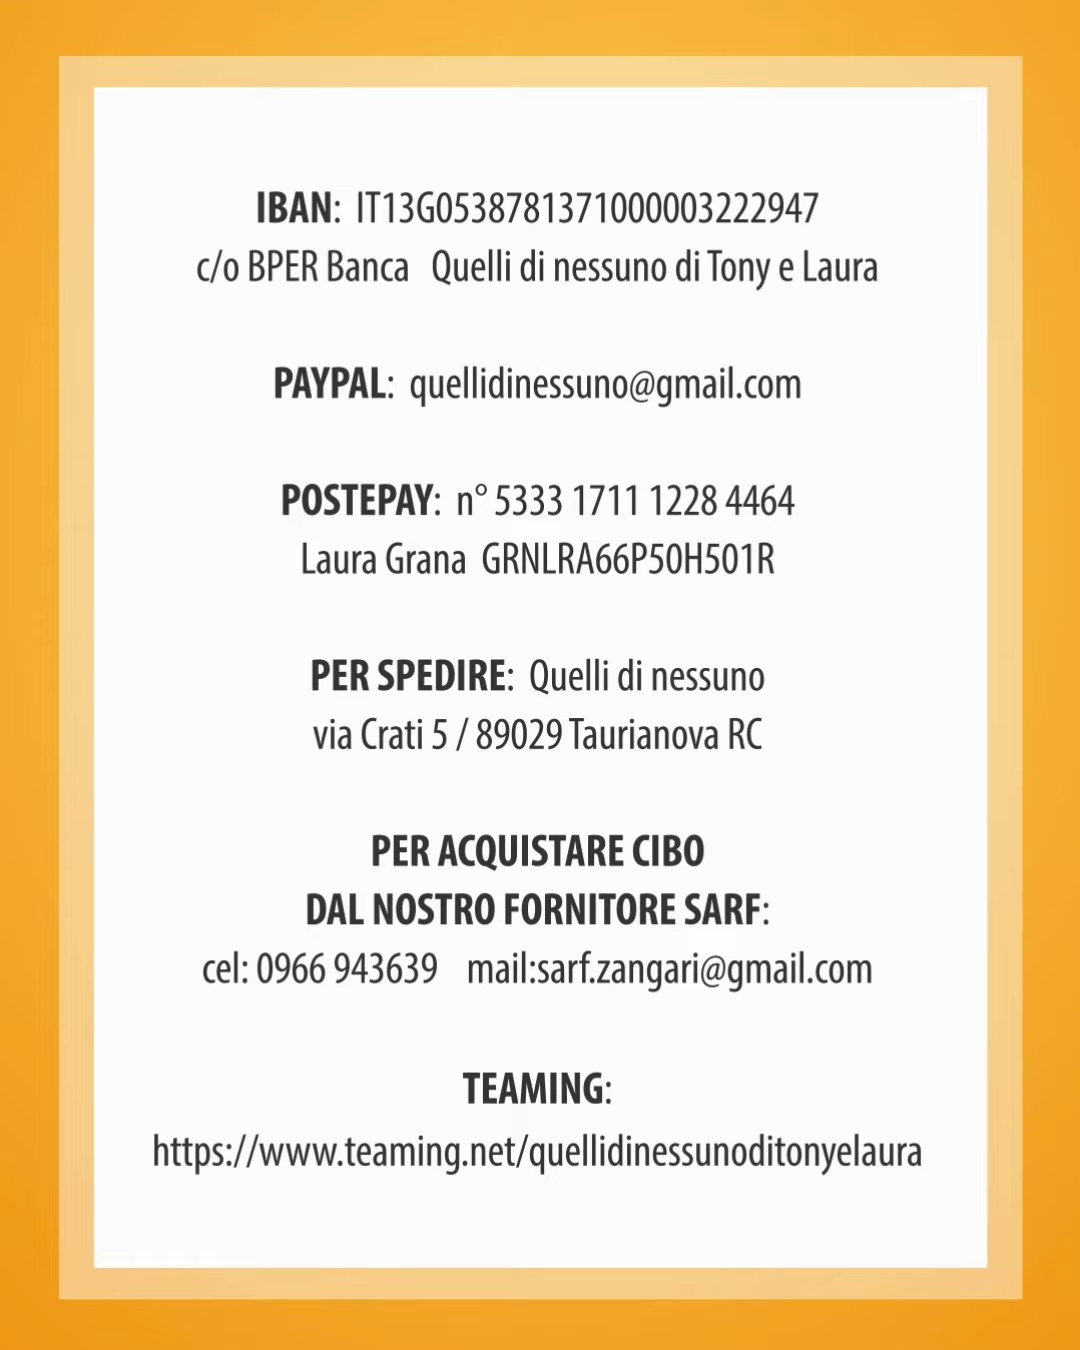 IBAN: IT13G0538781371000003222947
c/o BPER Banca Quelli di nessuno di Tony e Laura
PAYPAL: quellidinessuno@gmail.com
POSTEPAY: n° 5333 1711 1228 4464
Laura Grana GRNLRA66P50H501R
PER SPEDIRE: Quelli di nessuno
via Crati 5 / 89029 Taurianova RC
PER ACQUISTARE CIBO
DAL NOSTRO FORNITORE SARF:
cel: 0966 943639 mail:sarf.zangari@gmail.com
TEAMING:
https://www.teaming.net/quellidinessunoditonyelaura